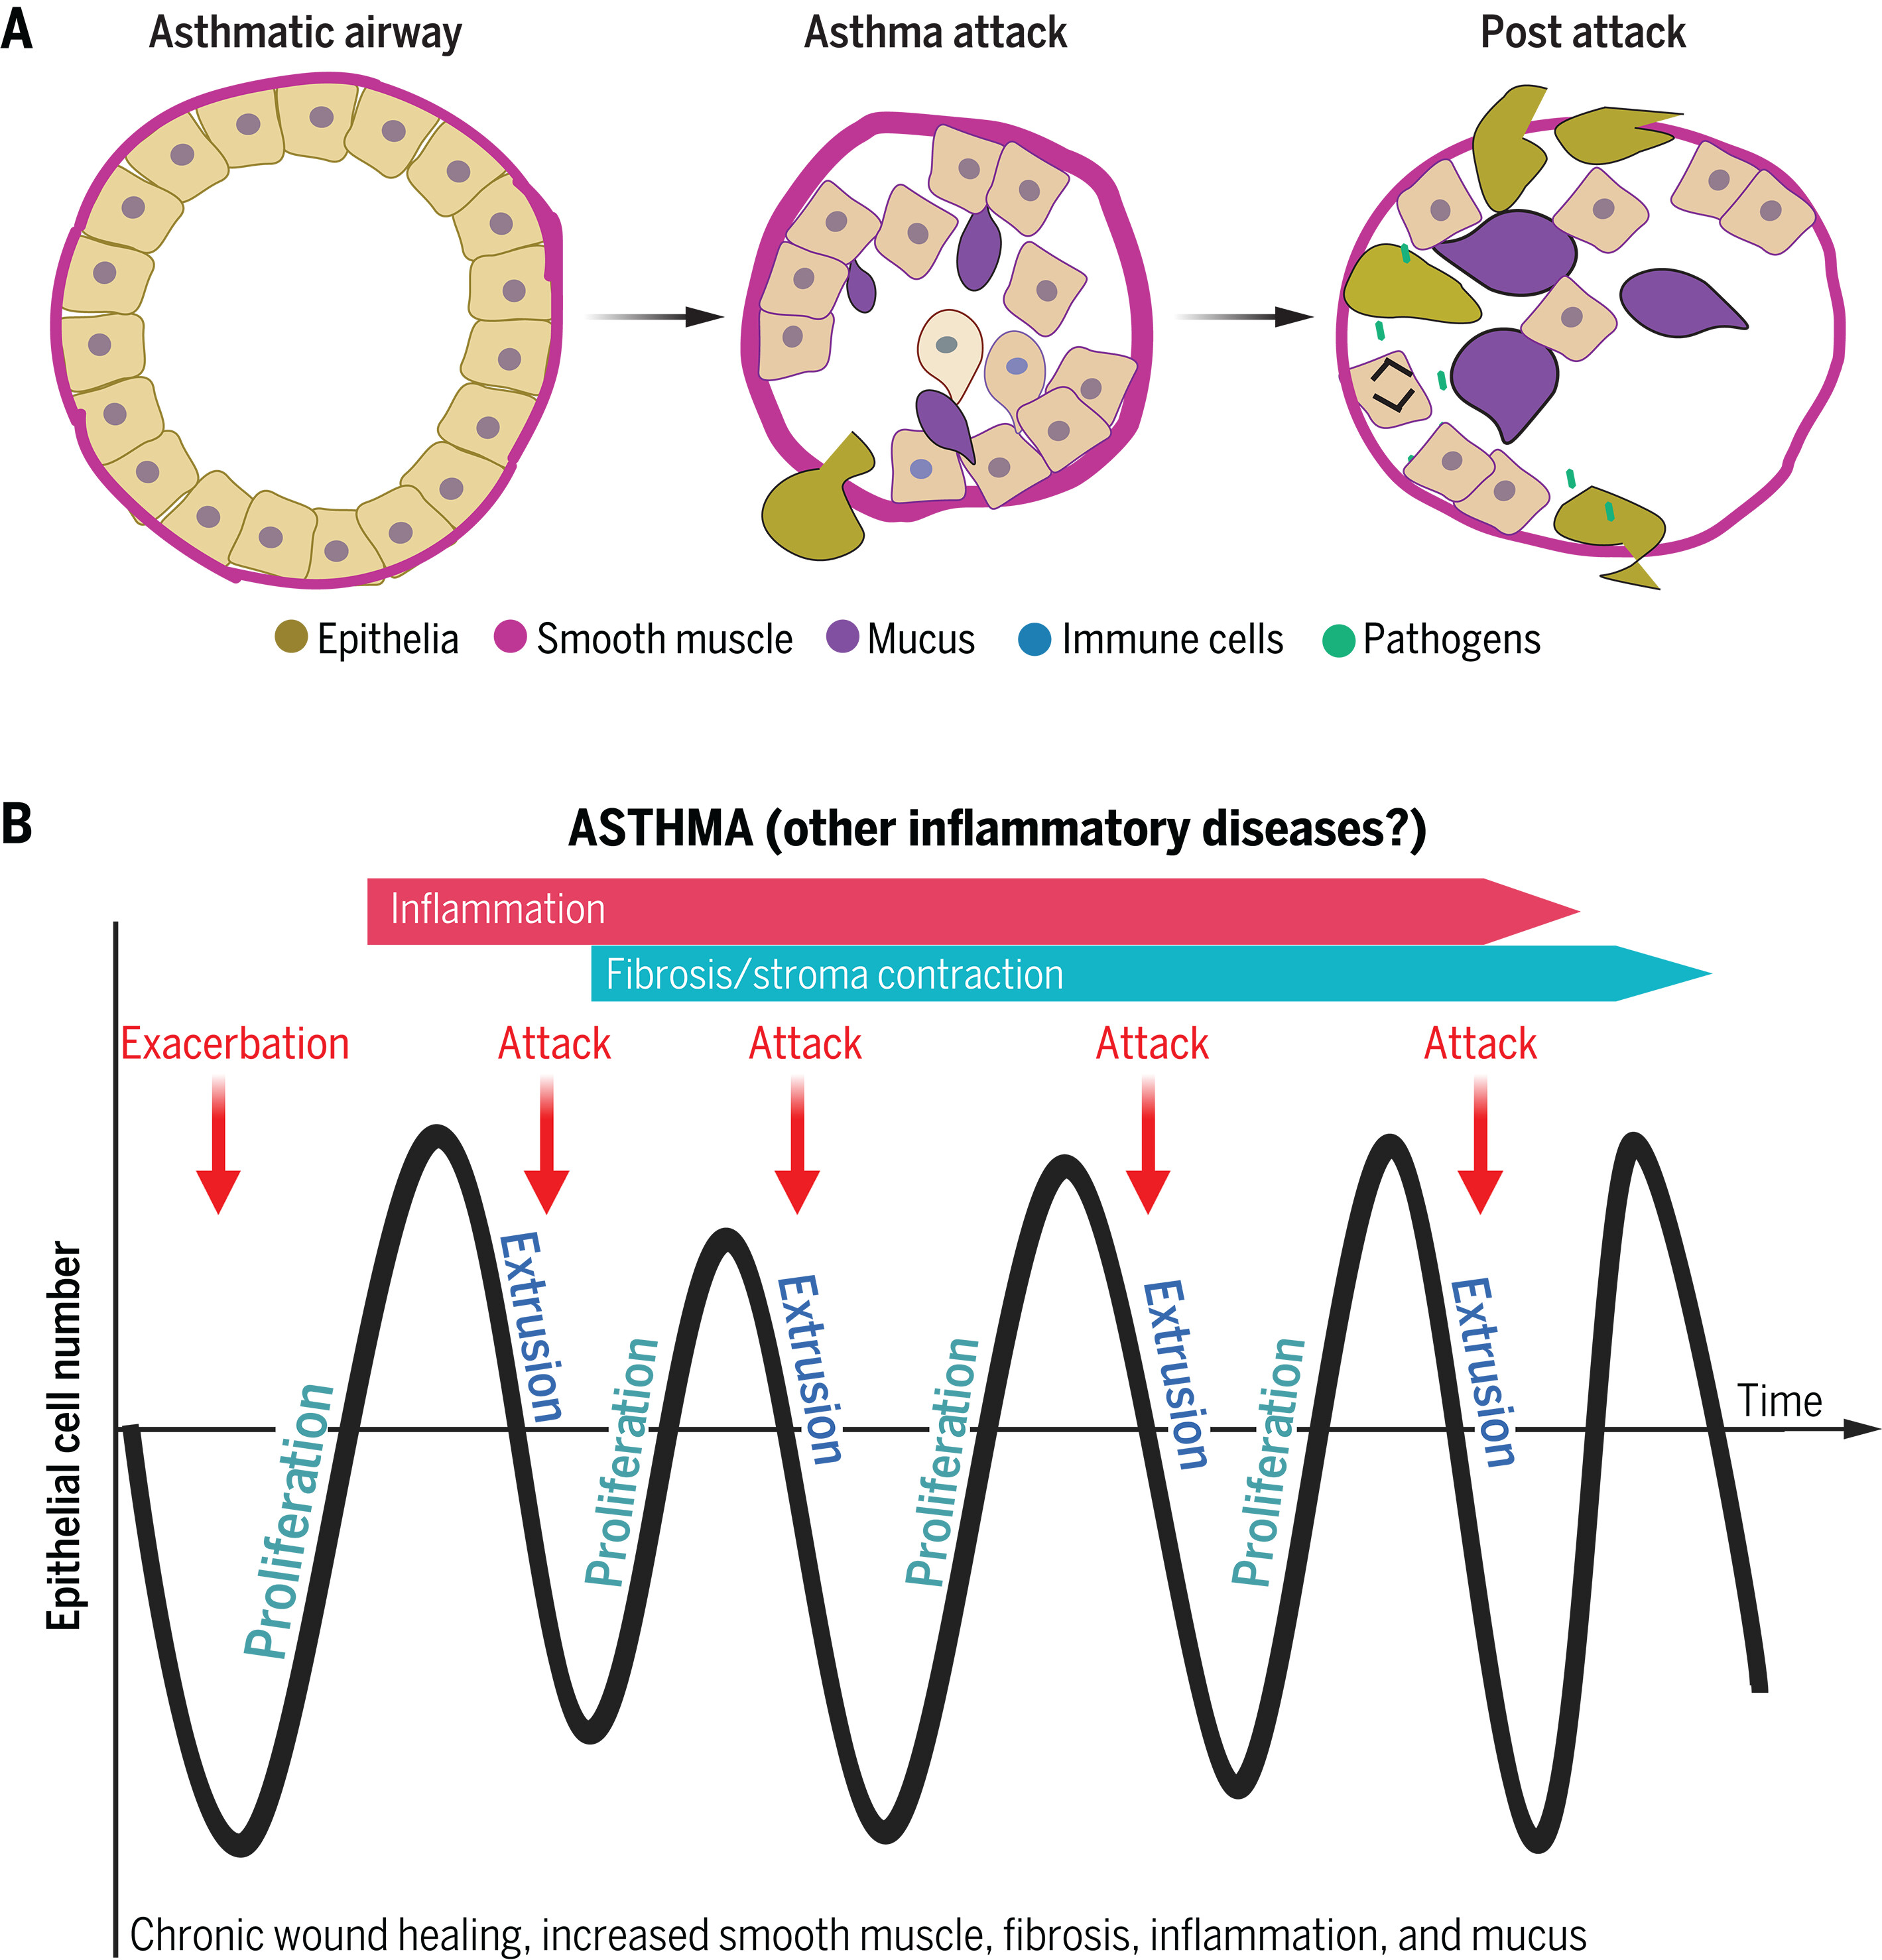 A
Asthmatic airway
Asthma attack
Post attack
Epithelia
Smooth muscle
Mucus
Immune cells
Pathogens
B
ASTHMA (other inflammatory diseases?)
Inflammation
Fibrosis/stroma contraction
Exacerbation
Attack
Attack
Attack
Attack
Epithelial cell number
Proliferation
Extrusion
Proliferation
Extrusion
Proliferation
Extrusion
Proliferation
Extrusion
Time
Chronic wound healing, increased smooth muscle, fibrosis, inflammation, and mucus